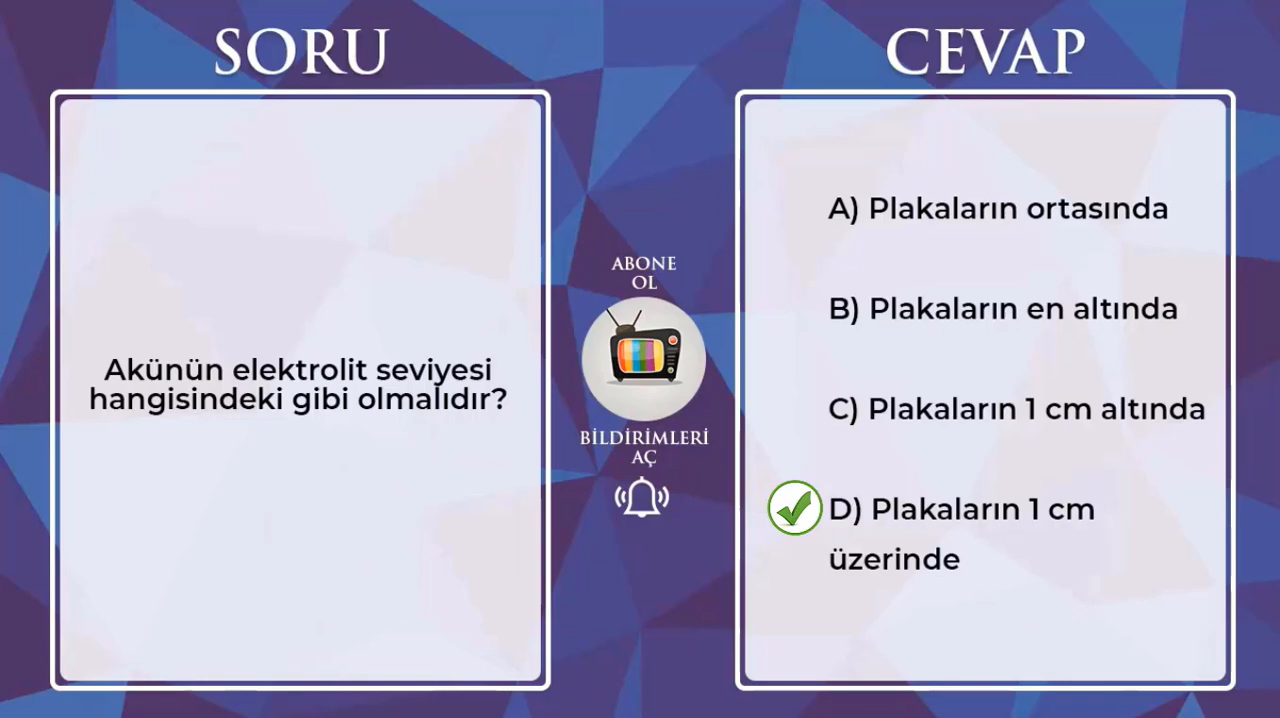 SORU
Akünün elektrolit seviyesi
hangisindeki gibi olmalıdır?
ABONE
OL
BİLDİRİMLERİ
AÇ
CEVAP
A) Plakaların ortasında
B) Plakaların en altında
C) Plakaların 1 cm altında
D) Plakaların 1 cm
üzerinde